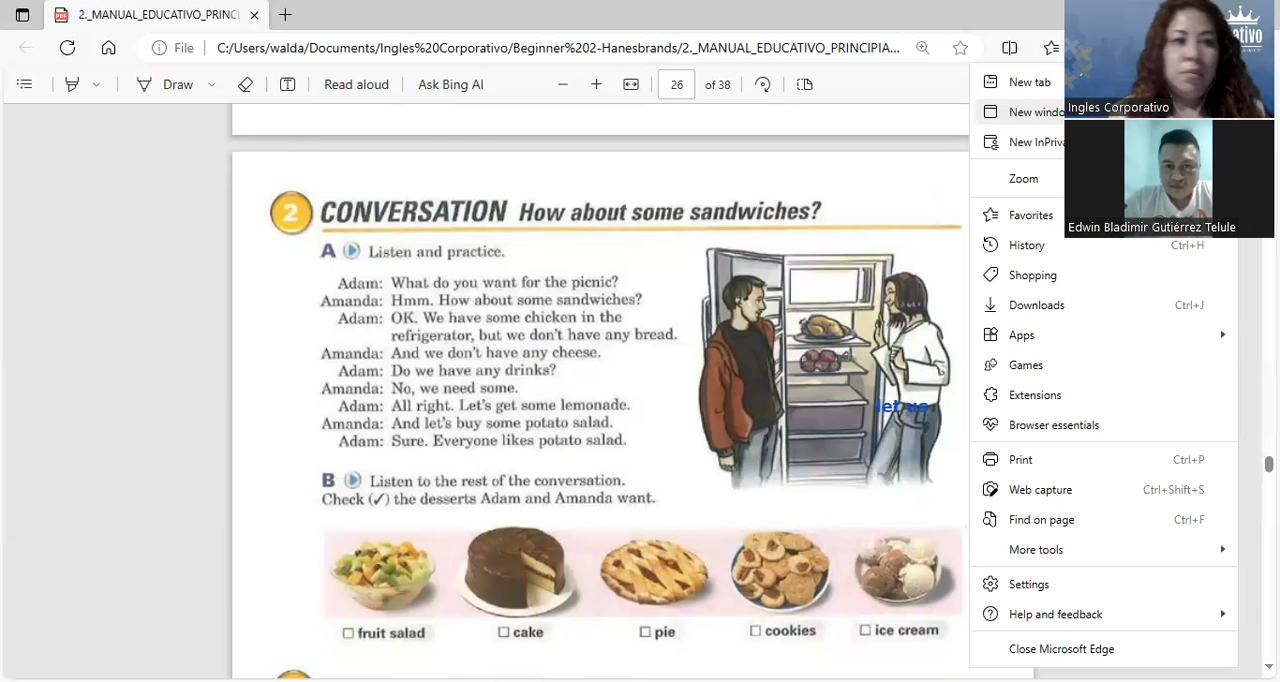 2._MANUAL_EDUCATIVO_PRINCI
File
C:/Users/walda/Documents/Ingles%20Corporativo/Beginner%202-Hanesbrands/2._MANUAL_EDUCATIVO_PRINCIPIA...
Draw
Read aloud
Ask Bing AI
26 of 38
2 CONVERSATION How about some sandwiches?
A Listen and practice.
Adam: What do you want for the picnic?
Amanda: Hmm. How about some sandwiches?
Adam: OK. We have some chicken in the
refrigerator, but we don't have any bread.
Amanda: And we don't have any cheese.
Adam: Do we have any drinks?
Amanda: No, we need some.
Adam: All right. Let's get some lemonade.
Amanda: And let's buy some potato salad.
Adam: Sure. Everyone likes potato salad.
let us
B Listen to the rest of the conversation.
Check (✓) the desserts Adam and Amanda want.
fruit salad
cake
pie
cookies
ice cream
New tab
New windo
New InPriva
Zoom
Favorites
History Ctrl+H
Shopping
Downloads Ctrl+J
Apps
Games
Extensions
Browser essentials
Print Ctrl+P
Web capture Ctrl+Shift+S
Find on page Ctrl+F
More tools
Settings
Help and feedback
Close Microsoft Edge
Ingles Corporativo
Edwin Bladimir Gutiérrez Telule